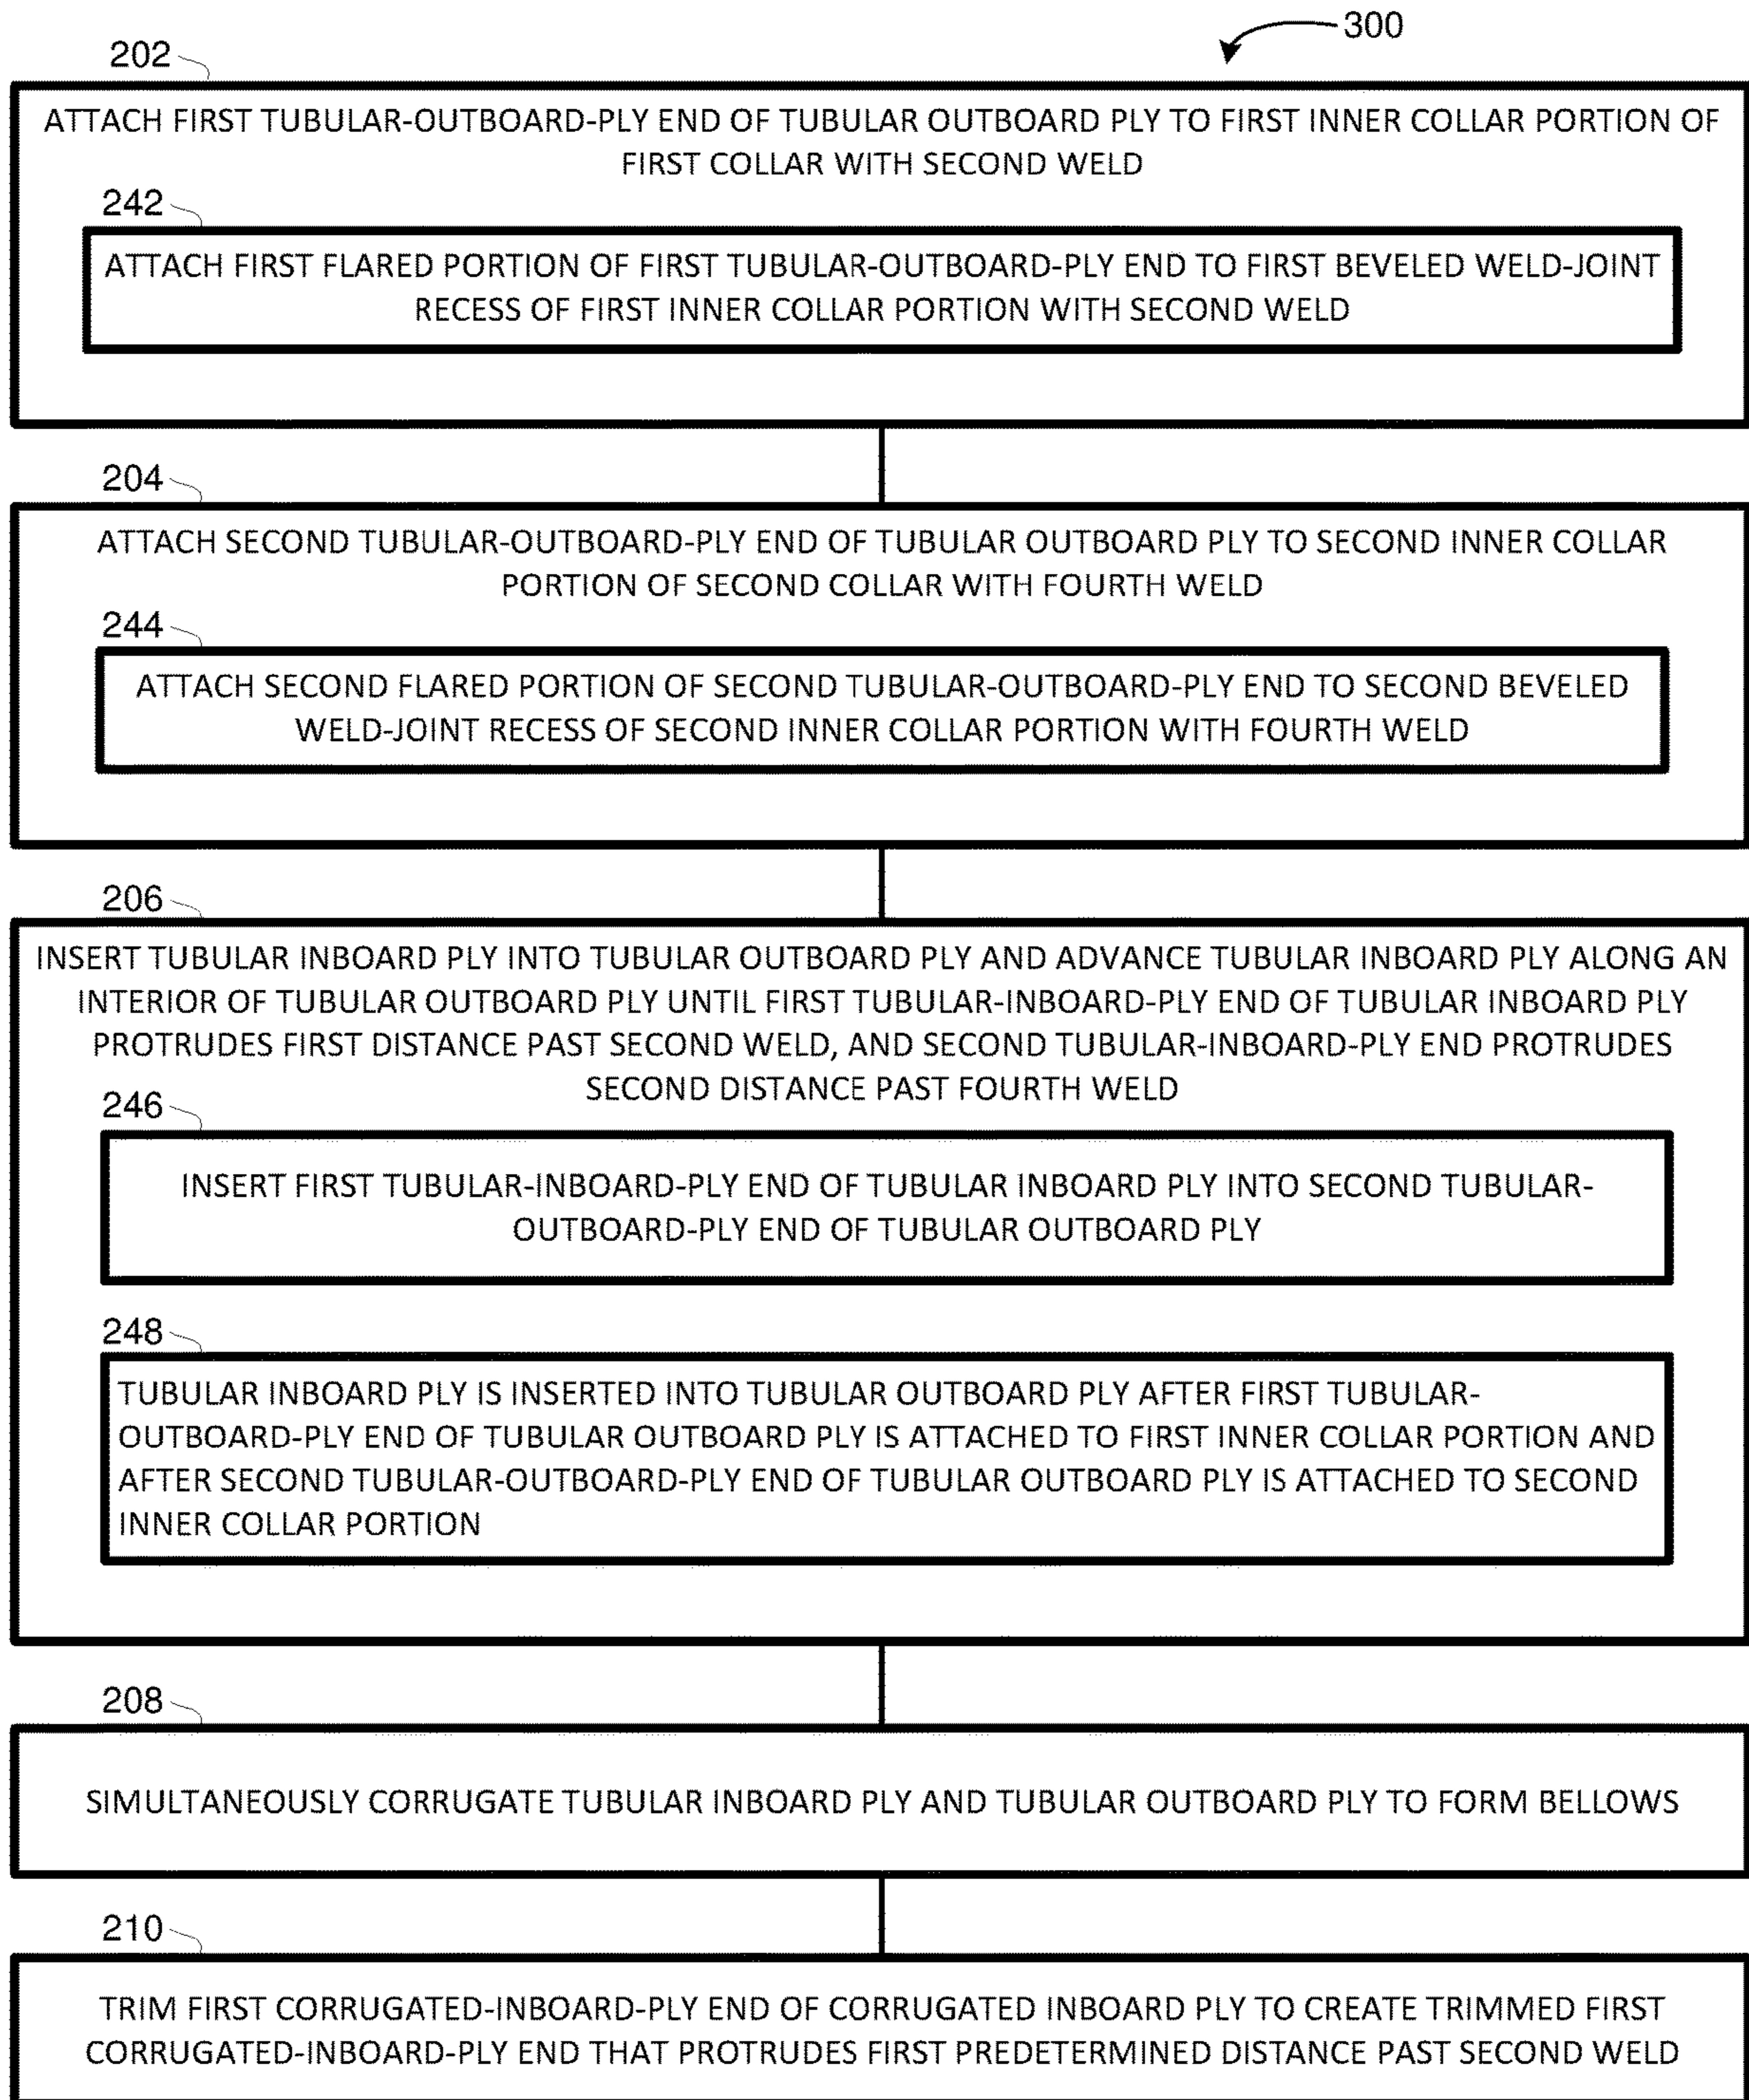 300
202
ATTACH FIRST TUBULAR-OUTBOARD-PLY END OF TUBULAR OUTBOARD PLY TO FIRST INNER COLLAR PORTION OF
FIRST COLLAR WITH SECOND WELD
242
ATTACH FIRST FLARED PORTION OF FIRST TUBULAR-OUTBOARD-PLY END TO FIRST BEVELED WELD-JOINT
RECESS OF FIRST INNER COLLAR PORTION WITH SECOND WELD
204
ATTACH SECOND TUBULAR-OUTBOARD-PLY END OF TUBULAR OUTBOARD PLY TO SECOND INNER COLLAR
PORTION OF SECOND COLLAR WITH FOURTH WELD
244
ATTACH SECOND FLARED PORTION OF SECOND TUBULAR-OUTBOARD-PLY END TO SECOND BEVELED
WELD-JOINT RECESS OF SECOND INNER COLLAR PORTION WITH FOURTH WELD
206
INSERT TUBULAR INBOARD PLY INTO TUBULAR OUTBOARD PLY AND ADVANCE TUBULAR INBOARD PLY ALONG AN
INTERIOR OF TUBULAR OUTBOARD PLY UNTIL FIRST TUBULAR-INBOARD-PLY END OF TUBULAR INBOARD PLY
PROTRUDES FIRST DISTANCE PAST SECOND WELD, AND SECOND TUBULAR-INBOARD-PLY END PROTRUDES
SECOND DISTANCE PAST FOURTH WELD
246
INSERT FIRST TUBULAR-INBOARD-PLY END OF TUBULAR INBOARD PLY INTO SECOND TUBULAR-
OUTBOARD-PLY END OF TUBULAR OUTBOARD PLY
248
TUBULAR INBOARD PLY IS INSERTED INTO TUBULAR OUTBOARD PLY AFTER FIRST TUBULAR-
OUTBOARD-PLY END OF TUBULAR OUTBOARD PLY IS ATTACHED TO FIRST INNER COLLAR PORTION AND
AFTER SECOND TUBULAR-OUTBOARD-PLY END OF TUBULAR OUTBOARD PLY IS ATTACHED TO SECOND
INNER COLLAR PORTION
208
SIMULTANEOUSLY CORRUGATE TUBULAR INBOARD PLY AND TUBULAR OUTBOARD PLY TO FORM BELLOWS
210
TRIM FIRST CORRUGATED-INBOARD-PLY END OF CORRUGATED INBOARD PLY TO CREATE TRIMMED FIRST
CORRUGATED-INBOARD-PLY END THAT PROTRUDES FIRST PREDETERMINED DISTANCE PAST SECOND WELD